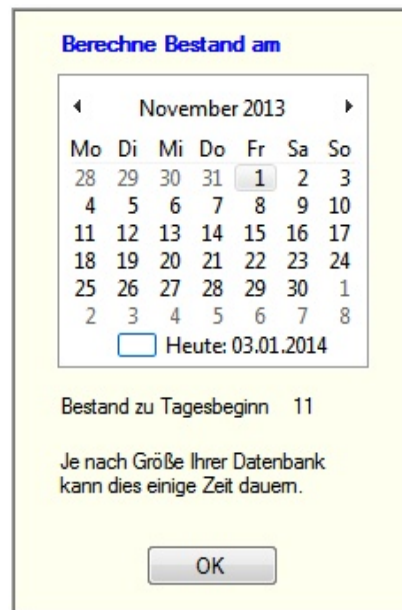 Berechne Bestand am
November 2013
Mo Di Mi Do Fr Sa So
28 29 30 31 1 2 3
4 5 6 7 8 9 10
11 12 13 14 15 16 17
18 19 20 21 22 23 24
25 26 27 28 29 30 1
2 3 4 5 6 7 8
Heute: 03.01.2014
Bestand zu Tagesbeginn 11
Je nach Größe Ihrer Datenbank
kann dies einige Zeit dauern.
OK